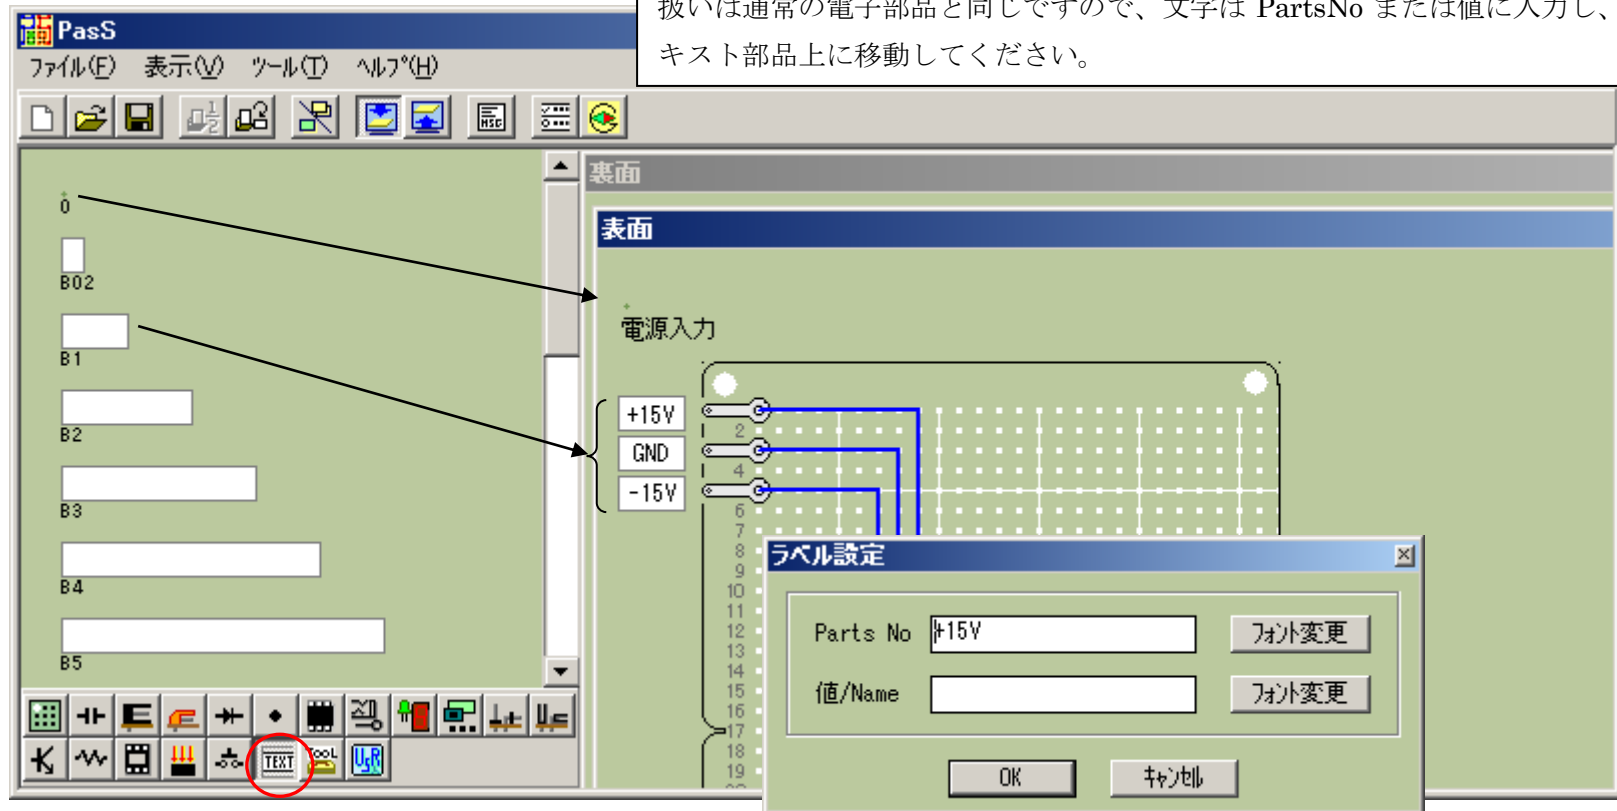 扱いは通常の電子部品と同じですので、文字は PartsNo または値に入力し、
キスト部品上に移動してください。
PasS
ファイル(F) 表示(V) ツール(T) ヘルプ(H)
MSG
0
B02
B1
B2
B3
B4
B5
TEXT
TOOL
UsR
裏面
表面
電源入力
+15V
GND
-15V
2
4
6
7
8
9
10
11
12
13
14
15
16
17
18
19
ラベル設定
Parts No +15V フォント変更
値/Name フォント変更
OK キャンセル